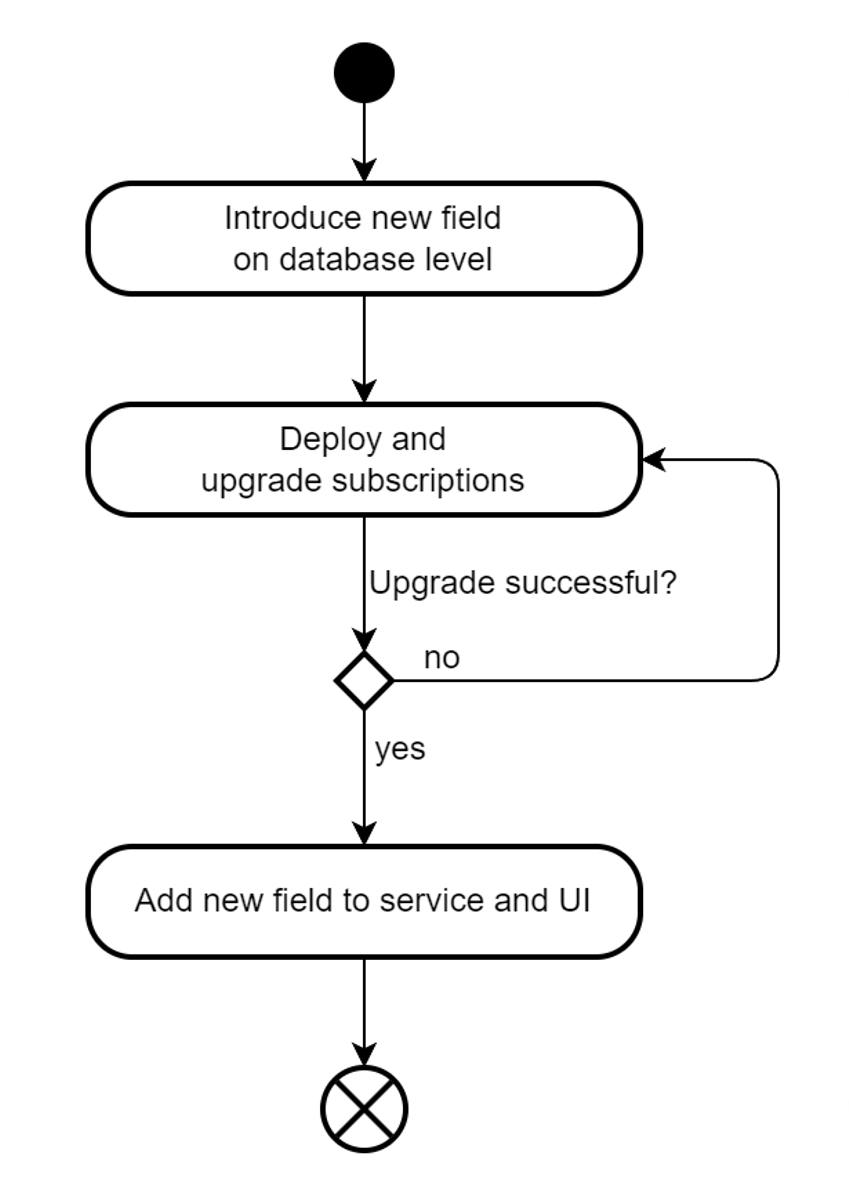 Introduce new field
on database level
Deploy and
upgrade subscriptions
Upgrade successful?
no
yes
Add new field to service and UI